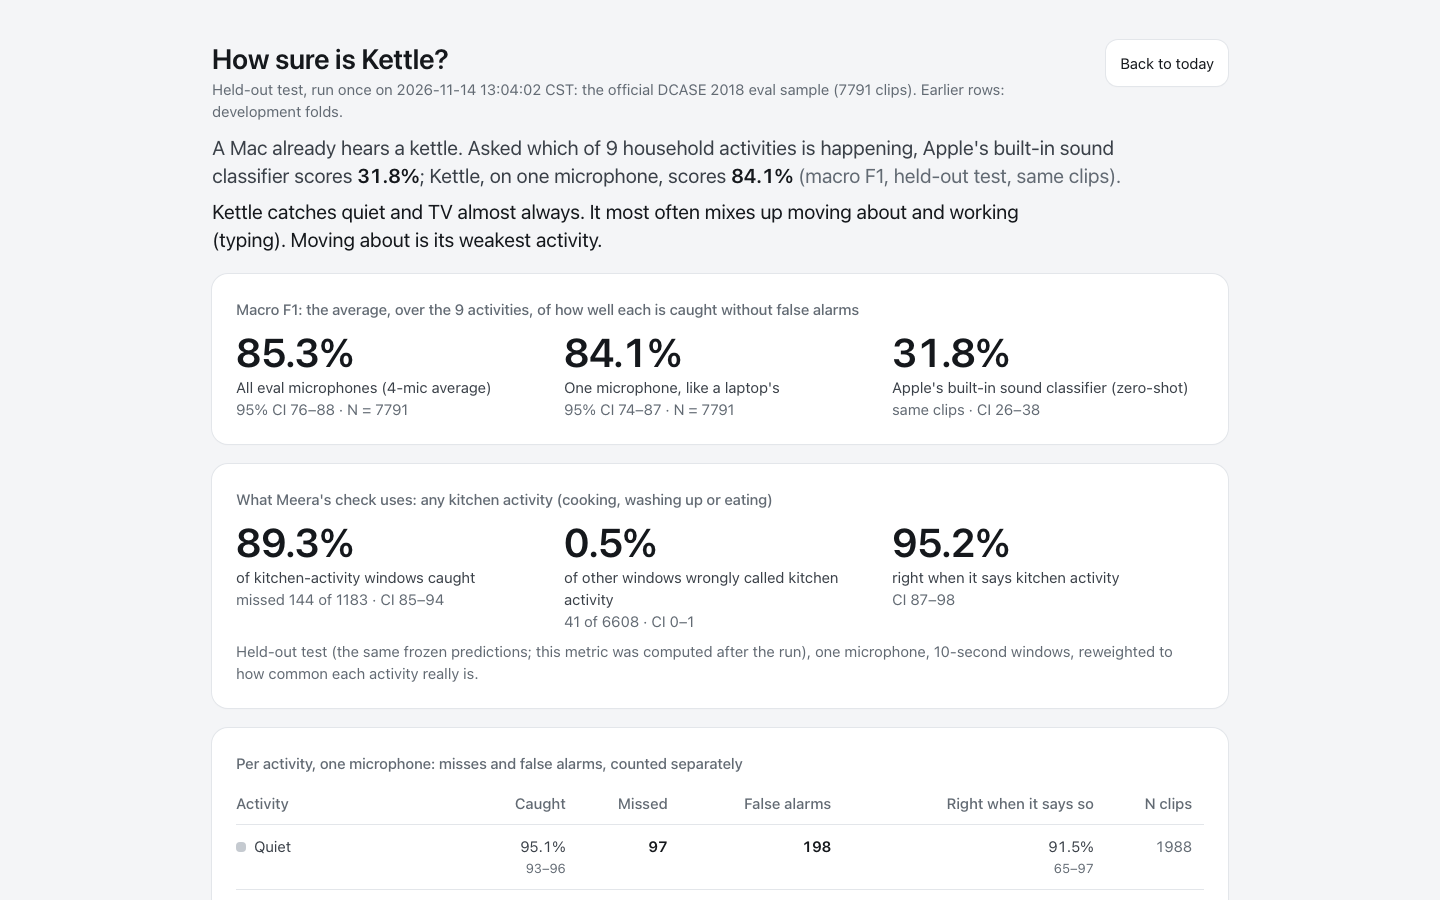 How sure is Kettle?
Back to today
Held-out test, run once on 2026-11-14 13:04:02 CST: the official DCASE 2018 eval sample (7791 clips). Earlier rows:
development folds.
A Mac already hears a kettle. Asked which of 9 household activities is happening, Apple's built-in sound
classifier scores 31.8%; Kettle, on one microphone, scores 84.1% (macro F1, held-out test, same clips).
Kettle catches quiet and TV almost always. It most often mixes up moving about and working
(typing). Moving about is its weakest activity.
Macro F1: the average, over the 9 activities, of how well each is caught without false alarms
85.3% 84.1% 31.8%
All eval microphones (4-mic average) One microphone, like a laptop's Apple's built-in sound classifier (zero-shot)
95% CI 76–88 · N = 7791 95% CI 74–87 · N = 7791 same clips · CI 26–38
What Meera's check uses: any kitchen activity (cooking, washing up or eating)
89.3% 0.5% 95.2%
of kitchen-activity windows caught of other windows wrongly called kitchen right when it says kitchen activity
missed 144 of 1183 · CI 85–94 activity CI 87–98
41 of 6608 · CI 0–1
Held-out test (the same frozen predictions; this metric was computed after the run), one microphone, 10-second windows, reweighted to
how common each activity really is.
Per activity, one microphone: misses and false alarms, counted separately
Activity Caught Missed False alarms Right when it says so N clips
Quiet 95.1% 97 198 91.5% 1988
93–96 65–97